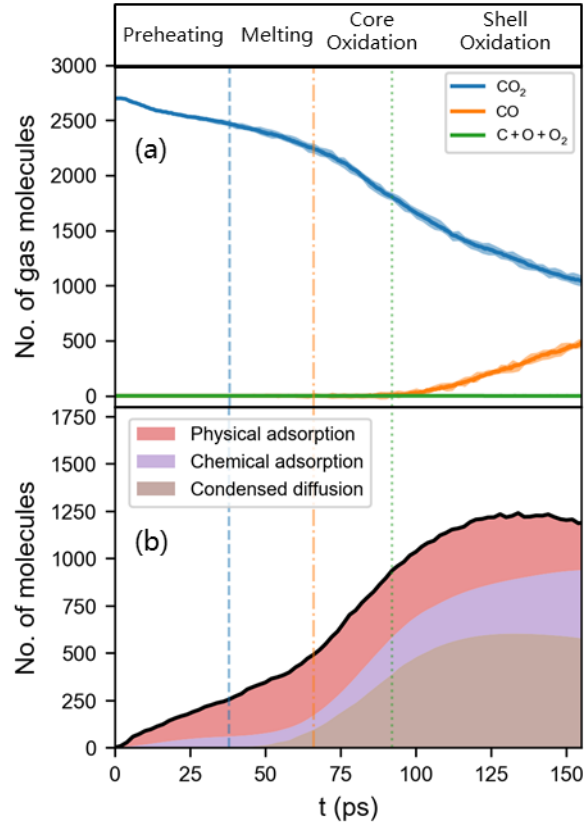 Preheating Melting Core Oxidation Shell Oxidation
3000
2500
2000
1500
1000
500
0
No. of gas molecules
(a)
CO₂
CO
C + O + O₂
1750
1500
1250
1000
750
500
250
0
No. of molecules
Physical adsorption
Chemical adsorption
Condensed diffusion
(b)
0 25 50 75 100 125 150
t (ps)